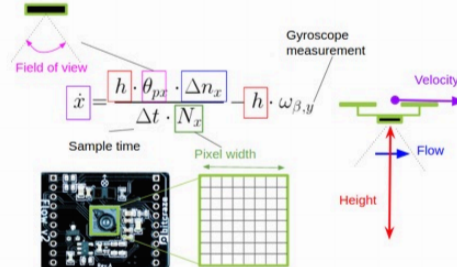 Gyroscope
measurement
Field of view
ẋ = h · θpx · Δnx / Δt · Nx − h · ωβ,y
Velocity
Sample time
Pixel width
Flow
Height